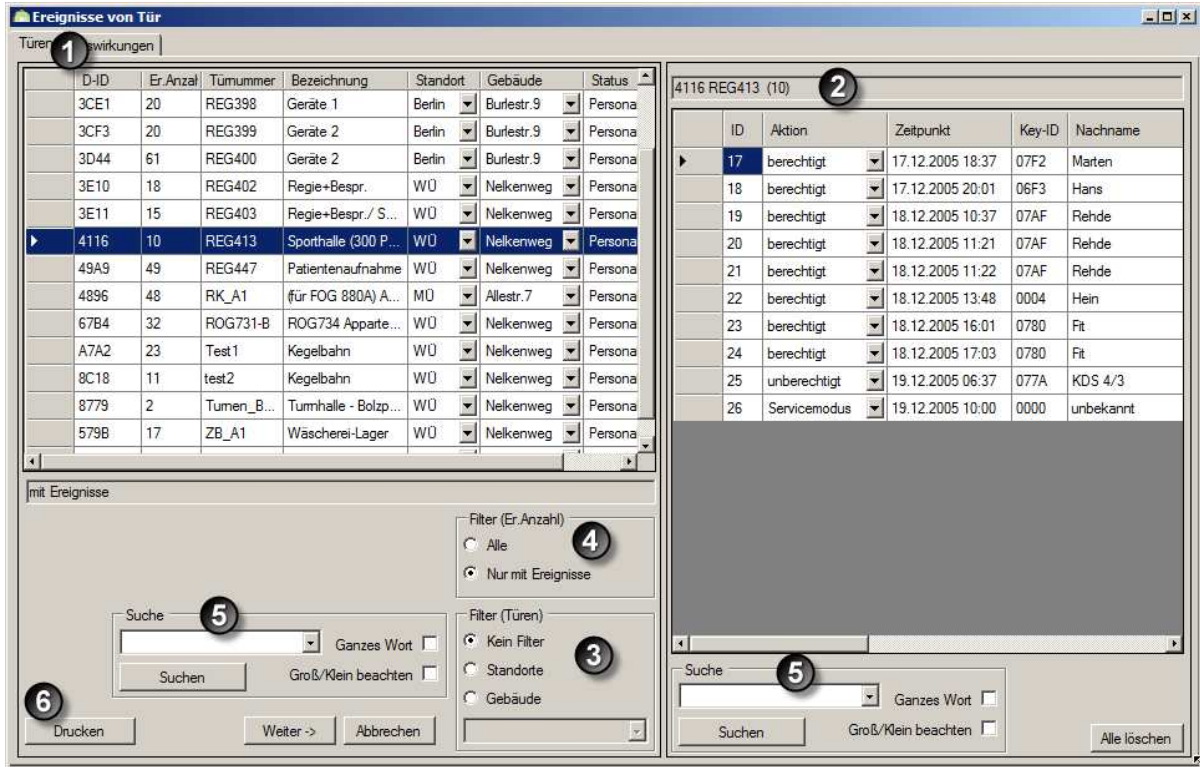 Ereignisse von Tür
Türen swirkungen
1
D-ID Er.Anzahl Türnummer Bezeichnung Standort Gebäude Status
3CE1 20 REG398 Geräte 1 Berlin Burlestr.9 Persona
3CF3 20 REG399 Geräte 2 Berlin Burlestr.9 Persona
3D44 61 REG400 Geräte 2 Berlin Burlestr.9 Persona
3E10 18 REG402 Regie+Bespr. WÜ Nelkenweg Persona
3E11 15 REG403 Regie+Bespr./ S... WÜ Nelkenweg Persona
4116 10 REG413 Sporthalle (300 P... WÜ Nelkenweg Persona
49A9 49 REG447 Patientenaufnahme WÜ Nelkenweg Persona
4896 48 RK_A1 (für FOG 880A) A... MÜ Allestr.7 Persona
67B4 32 ROG731-B ROG734 Apparte... WÜ Nelkenweg Persona
A7A2 23 Test1 Kegelbahn WÜ Nelkenweg Persona
8C18 11 test2 Kegelbahn WÜ Nelkenweg Persona
8779 2 Turnen_B... Turmhalle - Bolzp... WÜ Nelkenweg Persona
579B 17 ZB_A1 Wäscherei-Lager WÜ Nelkenweg Persona
mit Ereignisse
Filter (Er.Anzahl)
Alle
4
Nur mit Ereignisse
Suche
5
Ganzes Wort
Suchen
Groß/Klein beachten
Filter (Türen)
Kein Filter
3
Standorte
Gebäude
6
Drucken
Weiter ->
Abbrechen
4116 REG413 (10)
2
ID Aktion Zeitpunkt Key-ID Nachname
17 berechtigt 17.12.2005 18:37 07F2 Marten
18 berechtigt 17.12.2005 20:01 06F3 Hans
19 berechtigt 18.12.2005 10:37 07AF Rehde
20 berechtigt 18.12.2005 11:21 07AF Rehde
21 berechtigt 18.12.2005 11:22 07AF Rehde
22 berechtigt 18.12.2005 13:48 0004 Hein
23 berechtigt 18.12.2005 16:01 0780 Fit
24 berechtigt 18.12.2005 17:03 0780 Fit
25 unberechtigt 19.12.2005 06:37 077A KDS 4/3
26 Servicemodus 19.12.2005 10:00 0000 unbekannt
Suche
5
Ganzes Wort
Suchen
Groß/Klein beachten
Alle löschen